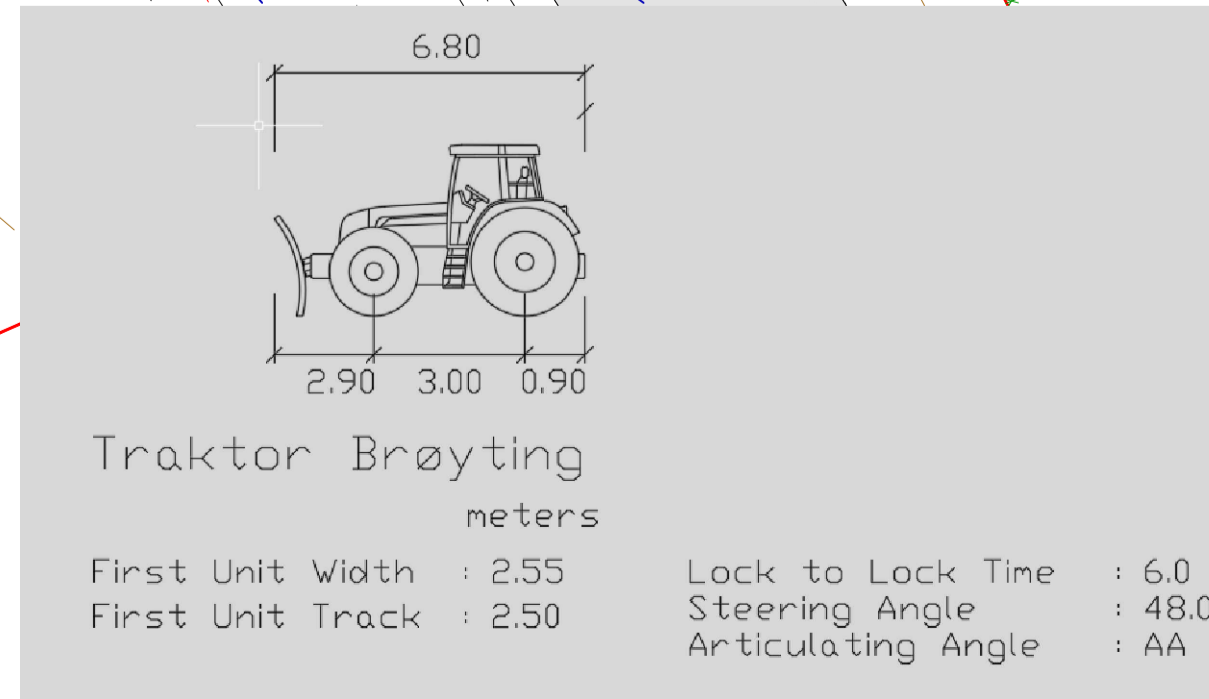 6.80
2.90 3.00 0.90
Traktor Brøyting
meters
First Unit Width : 2.55
First Unit Track : 2.50
Lock to Lock Time : 6.0
Steering Angle : 48.0
Articulating Angle : AA